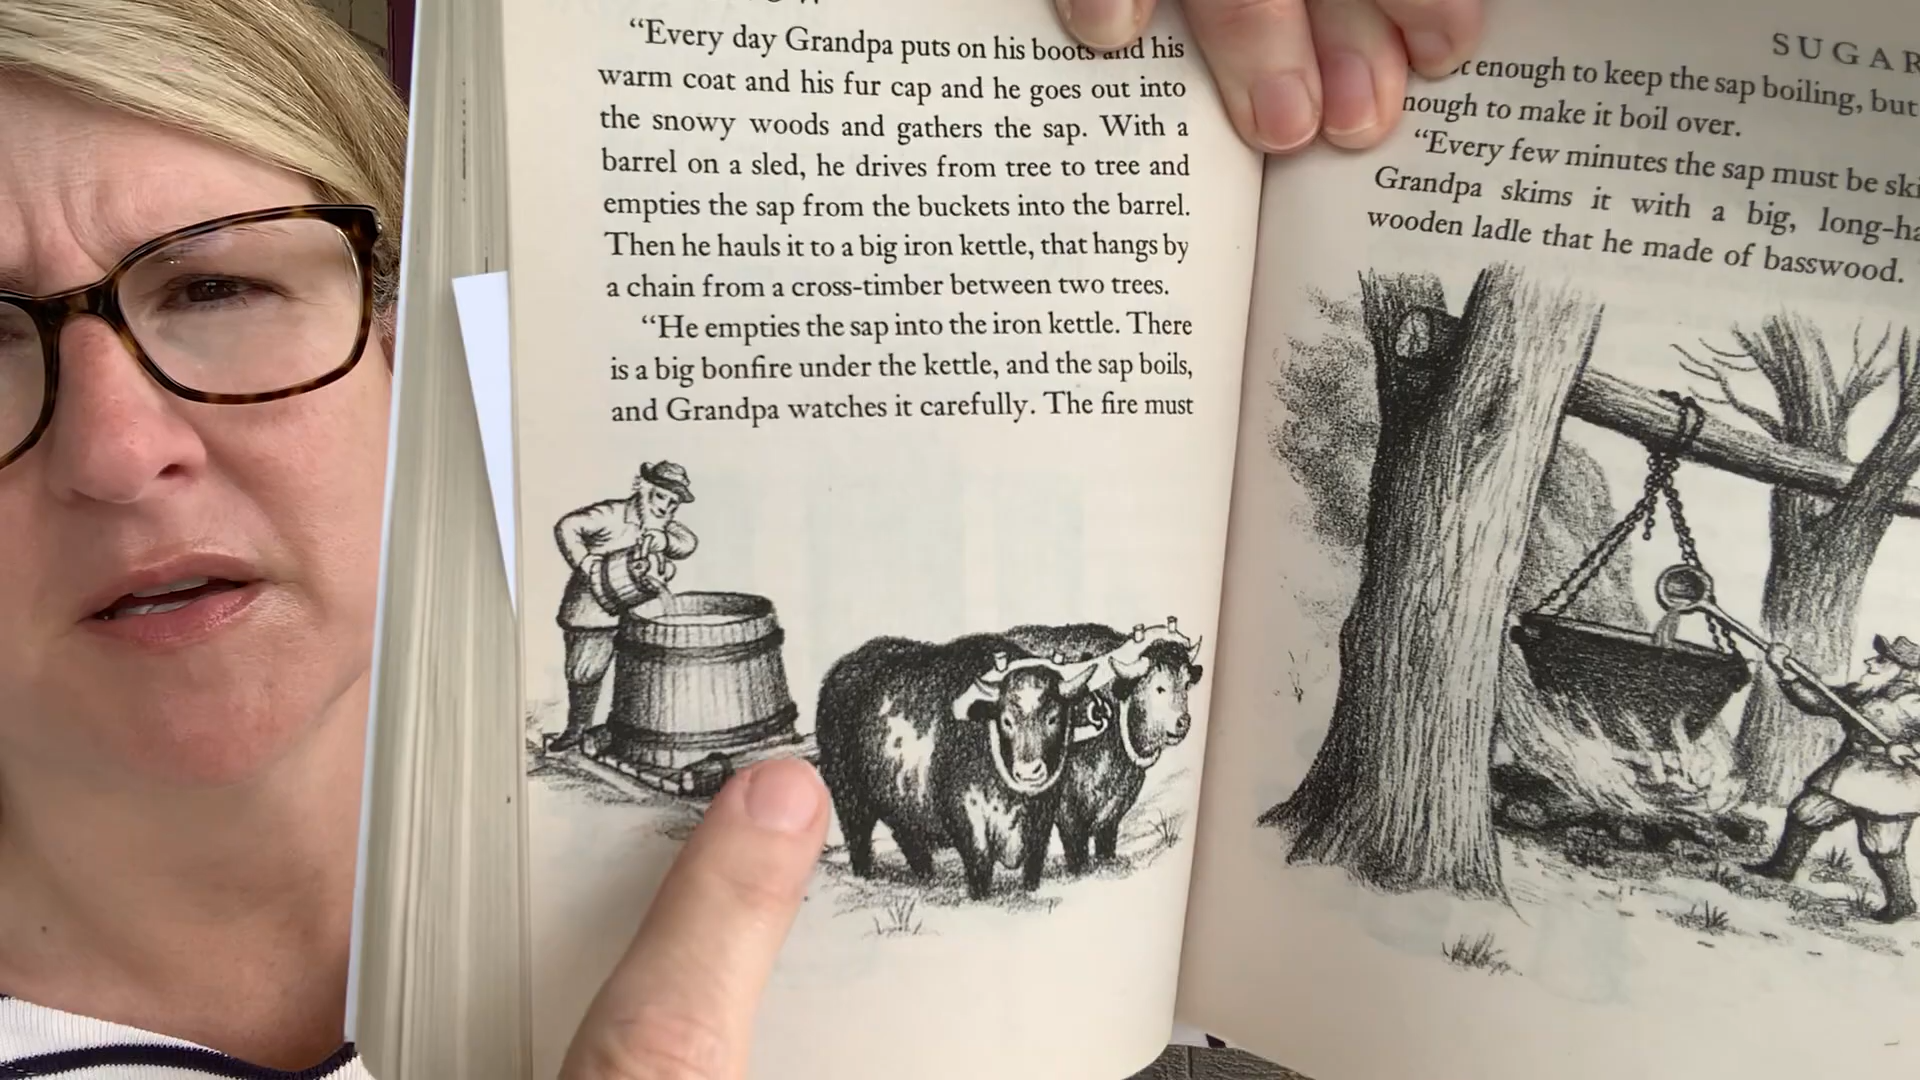 “Every day Grandpa puts on his boots and his
warm coat and his fur cap and he goes out into
the snowy woods and gathers the sap. With a
barrel on a sled, he drives from tree to tree and
empties the sap from the buckets into the barrel.
Then he hauls it to a big iron kettle, that hangs by
a chain from a cross-timber between two trees.
“He empties the sap into the iron kettle. There
is a big bonfire under the kettle, and the sap boils,
and Grandpa watches it carefully. The fire must
SUGAR
enough to keep the sap boiling, but
nough to make it boil over.
“Every few minutes the sap must be ski
Grandpa skims it with a big, long-ha
wooden ladle that he made of basswood.